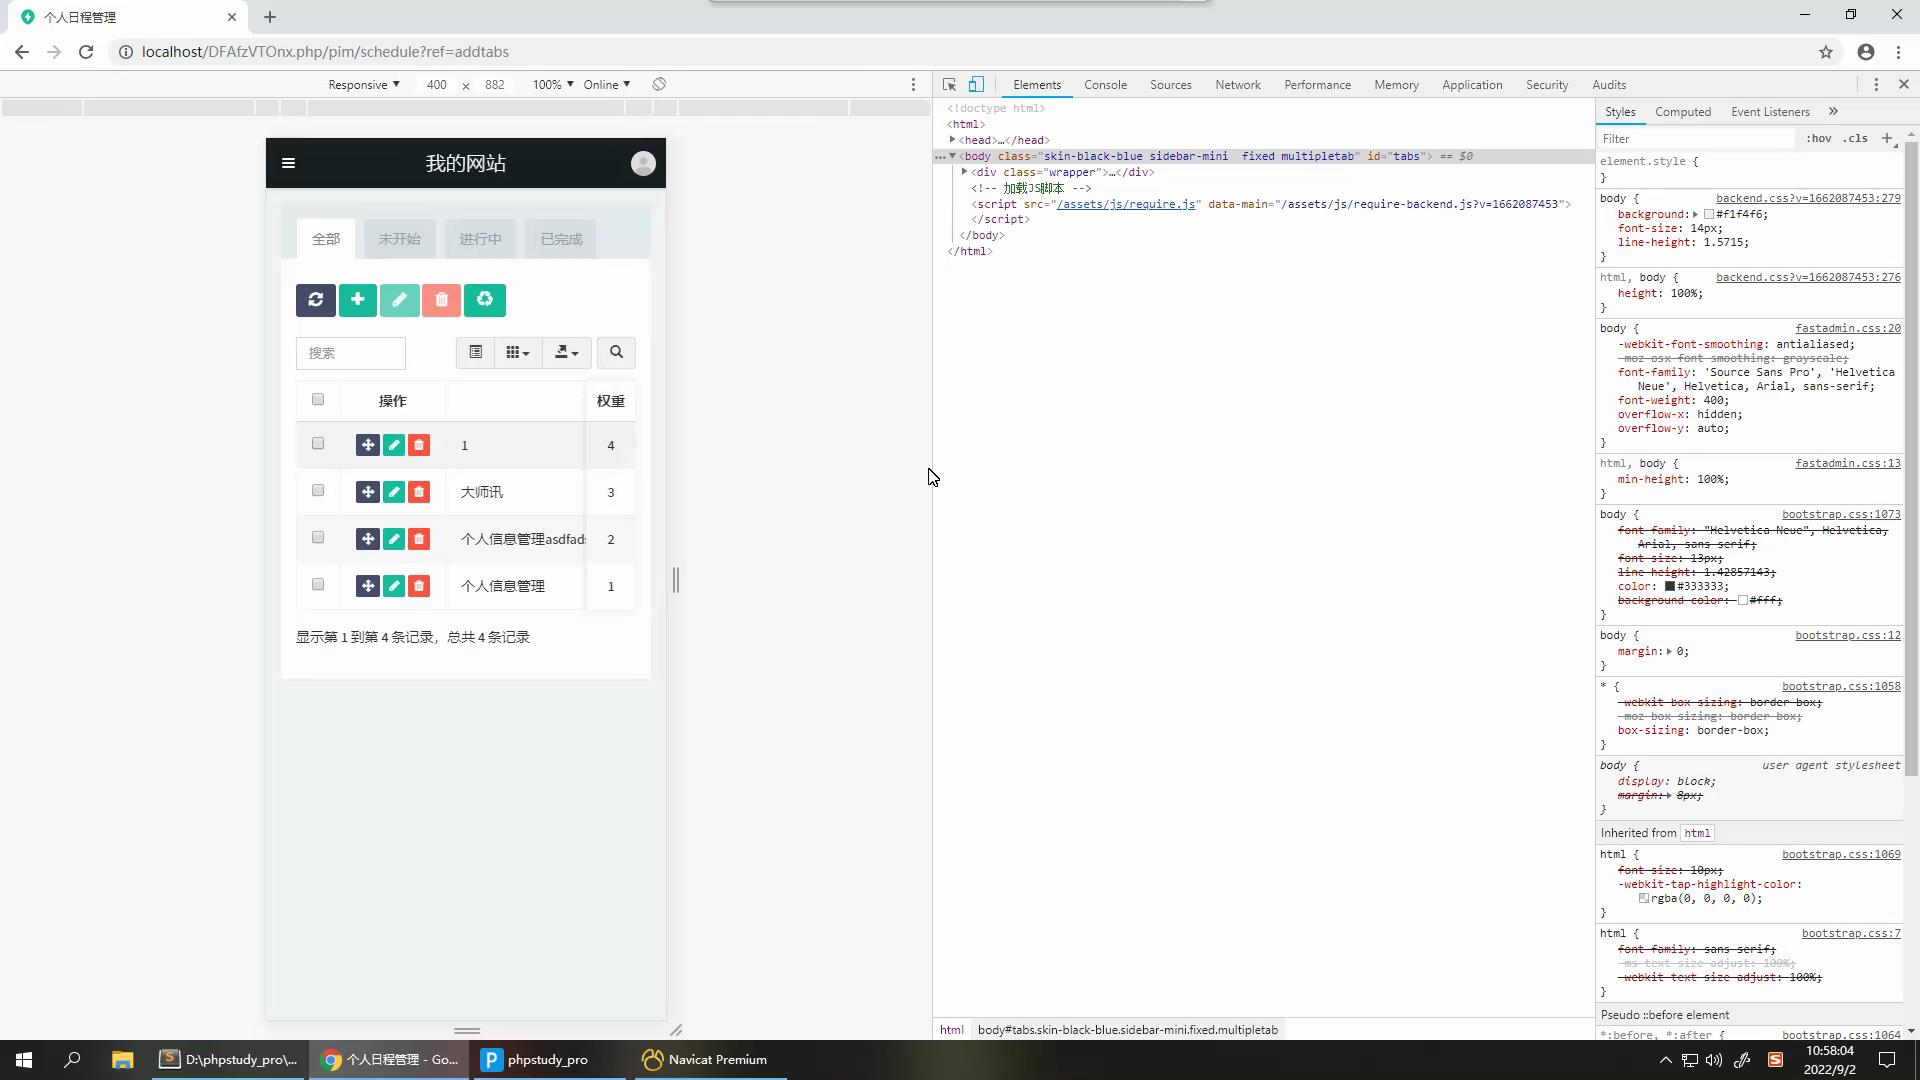 个人日程管理
localhost/DFAfzVTOnx.php/pim/schedule?ref=addtabs
Responsive 400 × 882 100% Online
Elements Console Sources Network Performance Memory Application Security Audits
我的网站
全部 未开始 进行中 已完成
搜索
操作 权重
1 4
大师讯 3
个人信息管理asdfad 2
个人信息管理 1
显示第 1 到第 4 条记录，总共 4 条记录
<!doctype html>
<html>
<head>…</head>
<body class="skin-black-blue sidebar-mini  fixed multipletab" id="tabs"> == $0
<div class="wrapper">…</div>
<!-- 加载JS脚本 -->
<script src="/assets/js/require.js" data-main="/assets/js/require-backend.js?v=1662087453">
</script>
</body>
</html>
html body#tabs.skin-black-blue.sidebar-mini.fixed.multipletab
Styles Computed Event Listeners »
Filter :hov .cls +
element.style {
}
body { backend.css?v=1662087453:279
background: #f1f4f6;
font-size: 14px;
line-height: 1.5715;
}
html, body { backend.css?v=1662087453:276
height: 100%;
}
body { fastadmin.css:20
-webkit-font-smoothing: antialiased;
-moz-osx-font-smoothing: grayscale;
font-family: 'Source Sans Pro', 'Helvetica
Neue', Helvetica, Arial, sans-serif;
font-weight: 400;
overflow-x: hidden;
overflow-y: auto;
}
html, body { fastadmin.css:13
min-height: 100%;
}
body { bootstrap.css:1073
font-family: "Helvetica Neue", Helvetica,
Arial, sans-serif;
font-size: 13px;
line-height: 1.42857143;
color: #333333;
background-color: #fff;
}
body { bootstrap.css:12
margin: 0;
}
* { bootstrap.css:1058
-webkit-box-sizing: border-box;
-moz-box-sizing: border-box;
box-sizing: border-box;
}
body { user agent stylesheet
display: block;
margin: 8px;
}
Inherited from html
html { bootstrap.css:1069
font-size: 10px;
-webkit-tap-highlight-color:
rgba(0, 0, 0, 0);
}
html { bootstrap.css:7
font-family: sans-serif;
-ms-text-size-adjust: 100%;
-webkit-text-size-adjust: 100%;
}
Pseudo ::before element
*:before, *:after { bootstrap.css:1064
D:\phpstudy_pro\... 个人日程管理 - Go... phpstudy_pro Navicat Premium
10:58:04
2022/9/2